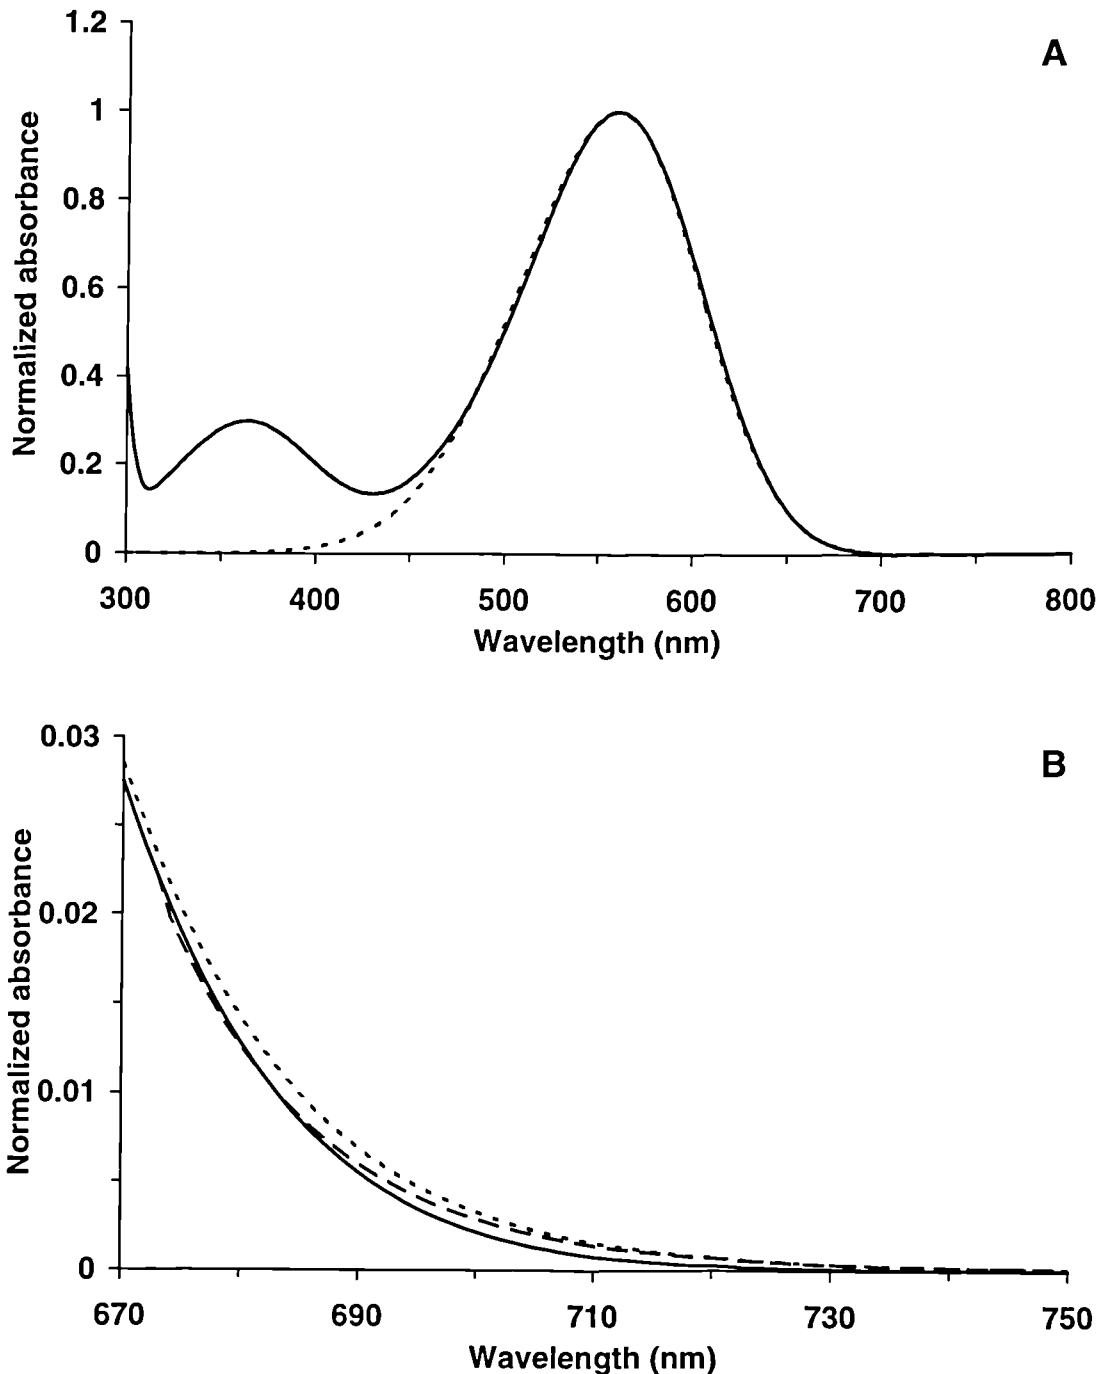 1.2
A
1
0.8
0.6
0.4
0.2
0
Normalized absorbance
300 400 500 600 700 800
Wavelength (nm)
0.03
B
0.02
0.01
0
Normalized absorbance
670 690 710 730 750
Wavelength (nm)